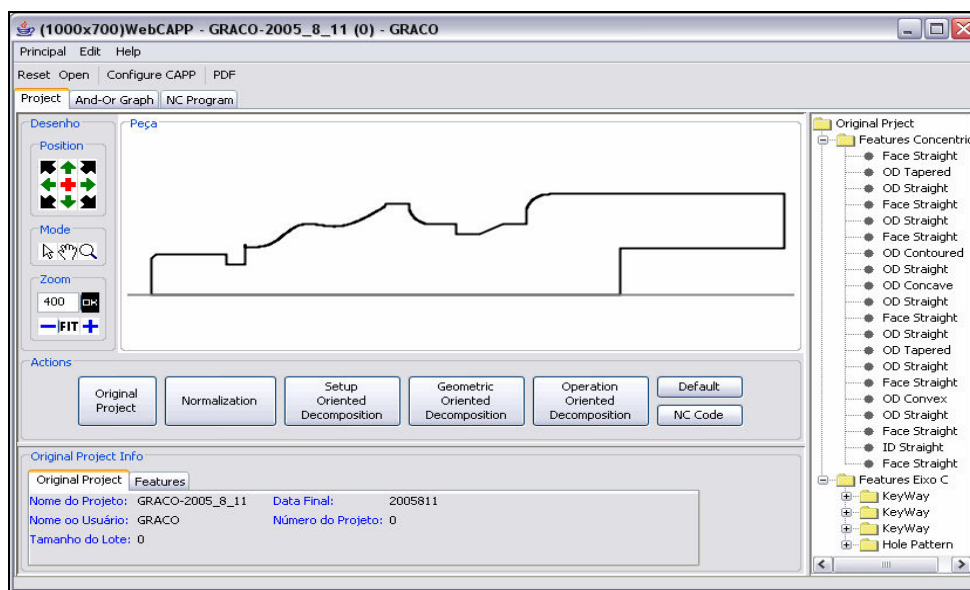 (1000x700)WebCAPP - GRACO-2005_8_11 (0) - GRACO
Principal Edit Help
Reset Open Configure CAPP PDF
Project And-Or Graph NC Program
Desenho
Position
Mode
Zoom
400 OK
FIT
Peça
Actions
Original Project
Normalization
Setup Oriented Decomposition
Geometric Oriented Decomposition
Operation Oriented Decomposition
Default
NC Code
Original Project Info
Original Project Features
Nome do Projeto: GRACO-2005_8_11 Data Final: 2005811
Nome oo Usuário: GRACO Número do Projeto: 0
Tamanho do Lote: 0
Original Prject
Features Concentric
Face Straight
OD Tapered
OD Straight
Face Straight
OD Straight
Face Straight
OD Contoured
OD Straight
OD Concave
OD Straight
Face Straight
OD Straight
OD Tapered
OD Straight
Face Straight
OD Convex
OD Straight
Face Straight
ID Straight
Face Straight
Features Eixo C
KeyWay
KeyWay
KeyWay
Hole Pattern